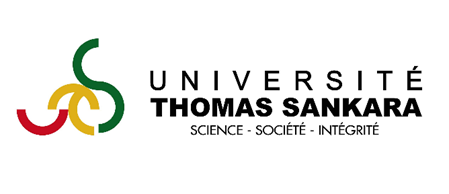 UNIVERSITÉ
THOMAS SANKARA
SCIENCE - SOCIÉTÉ - INTÉGRITÉ